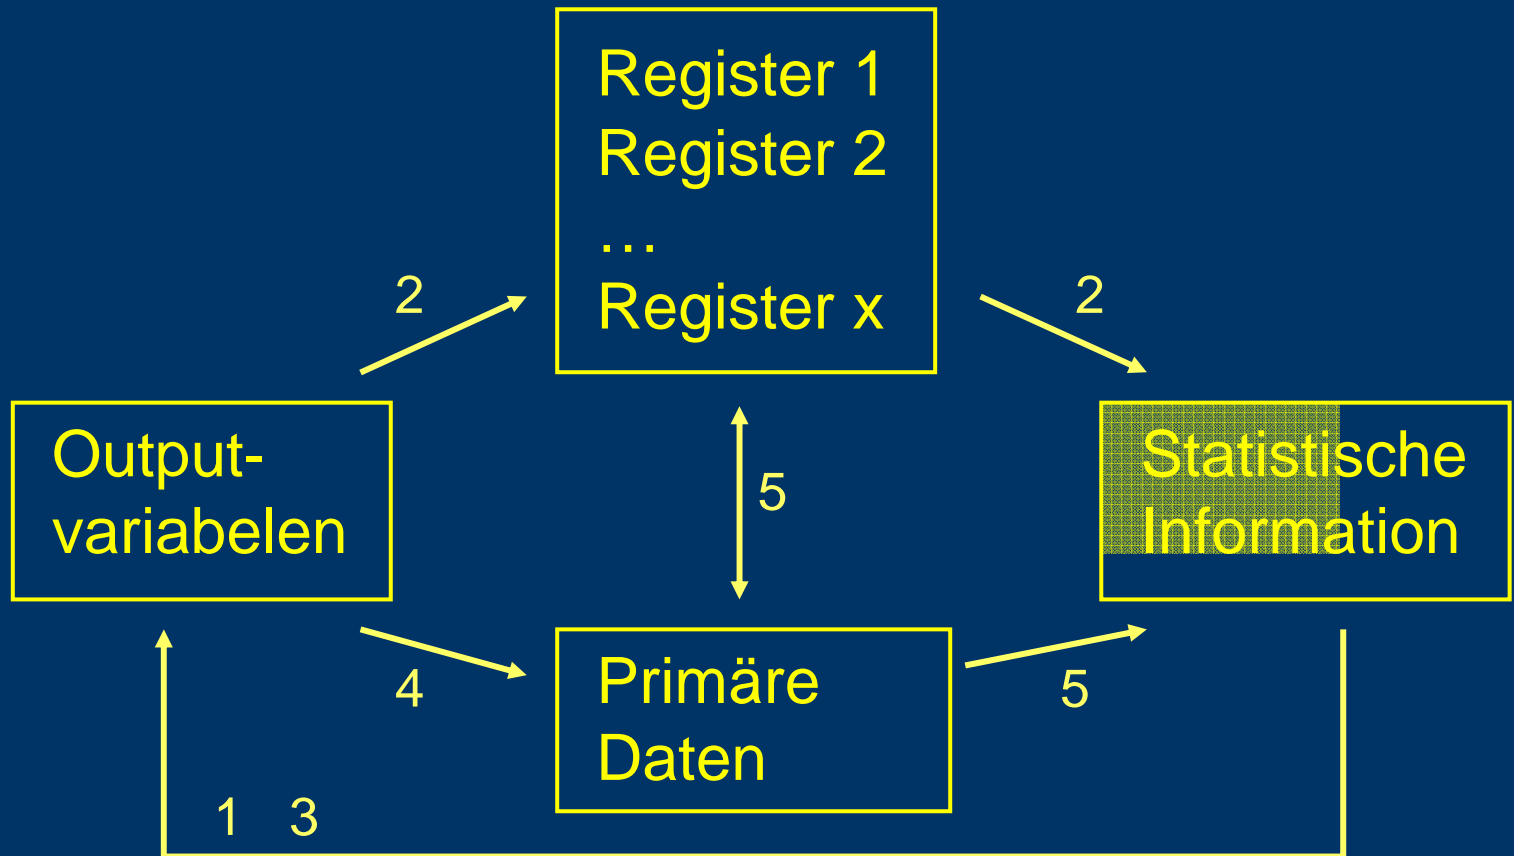 Register 1
Register 2
…
Register x
2
2
Output-
variabelen
5
Statistische
Information
4
Primäre
Daten
5
1 3